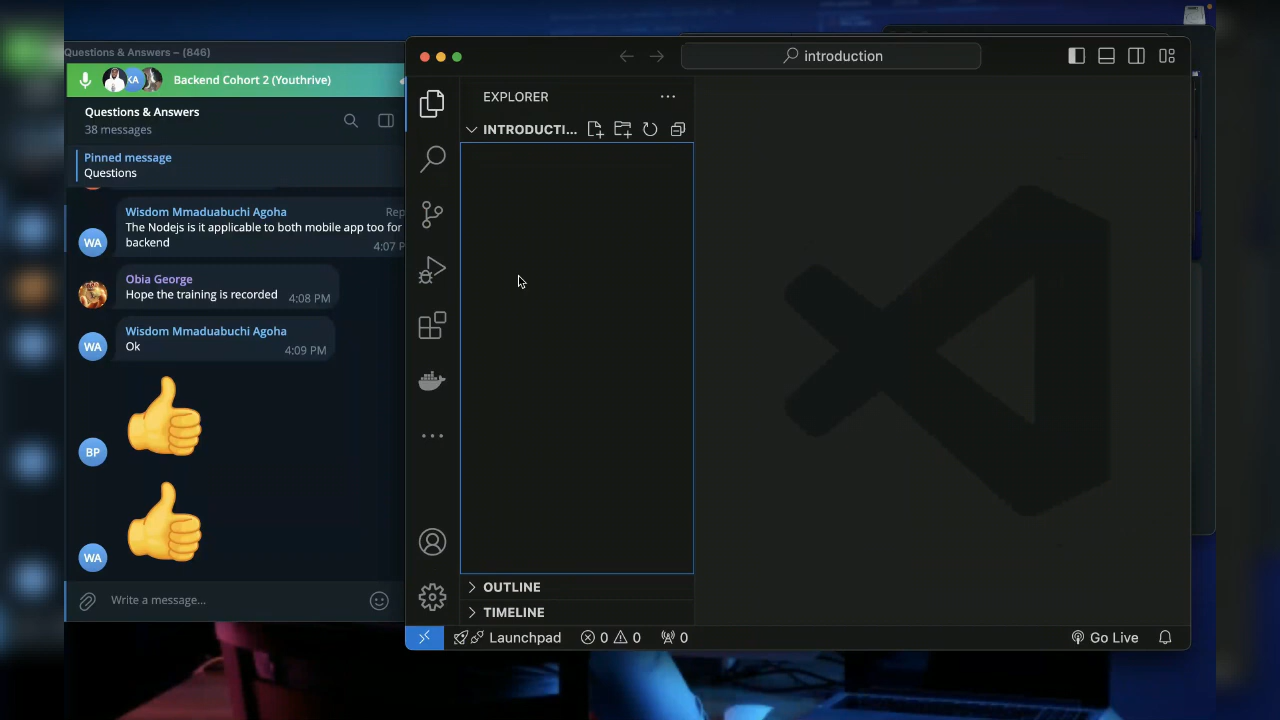 Questions & Answers – (846)
KA
Backend Cohort 2 (Youthrive)
Questions & Answers
38 messages
Pinned message
Questions
Wisdom Mmaduabuchi Agoha
Rep
The Nodejs is it applicable to both mobile app too for
backend
4:07 P
WA
Obia George
Hope the training is recorded
4:08 PM
Wisdom Mmaduabuchi Agoha
Ok
4:09 PM
WA
BP
WA
Write a message...
introduction
EXPLORER
INTRODUCTI...
OUTLINE
TIMELINE
Launchpad
0
0
0
Go Live